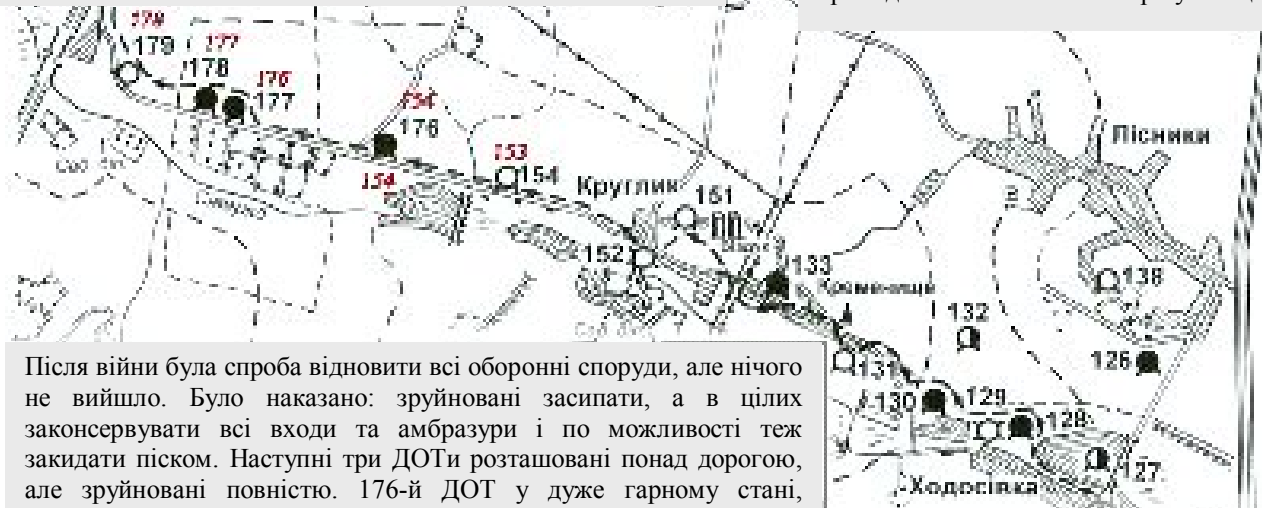 178
179
177
178
176
177
154
176
153
154
154
Круглик
151
152
133
Лісники
138
132
126
131
130
129
128
127
Ходосівка
Після війни була спроба відновити всі оборонні споруди, але нічого
не вийшло. Було наказано: зруйновані засипати, а в цілих
законсервувати всі входи та амбразури і по можливості теж
закидати піском. Наступні три ДОТи розташовані понад дорогою,
але зруйновані повністю. 176-й ДОТ у дуже гарному стані,